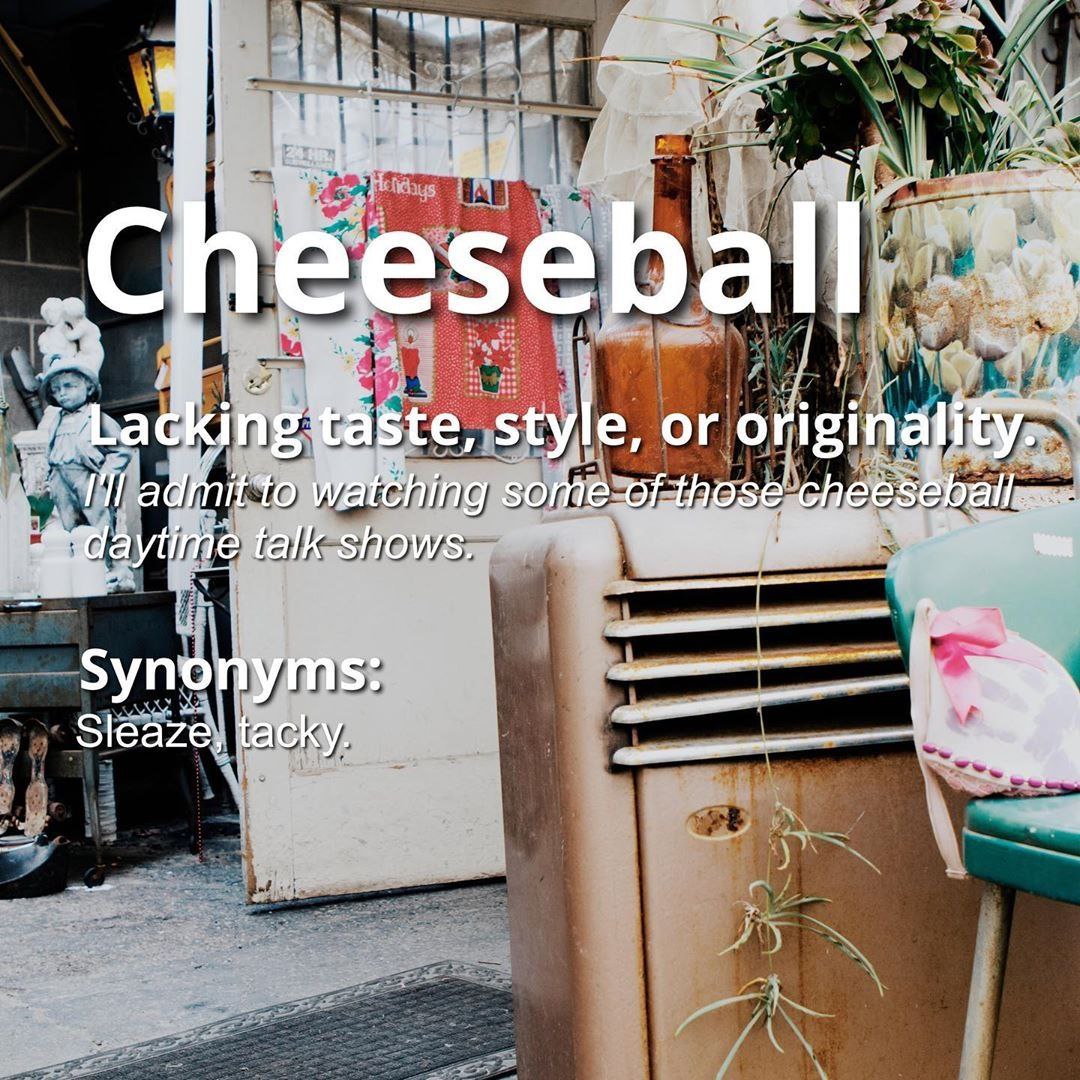 Holidays
Cheeseball
Lacking taste, style, or originality.
I'll admit to watching some of those cheeseball
daytime talk shows.
Synonyms:
Sleaze, tacky.